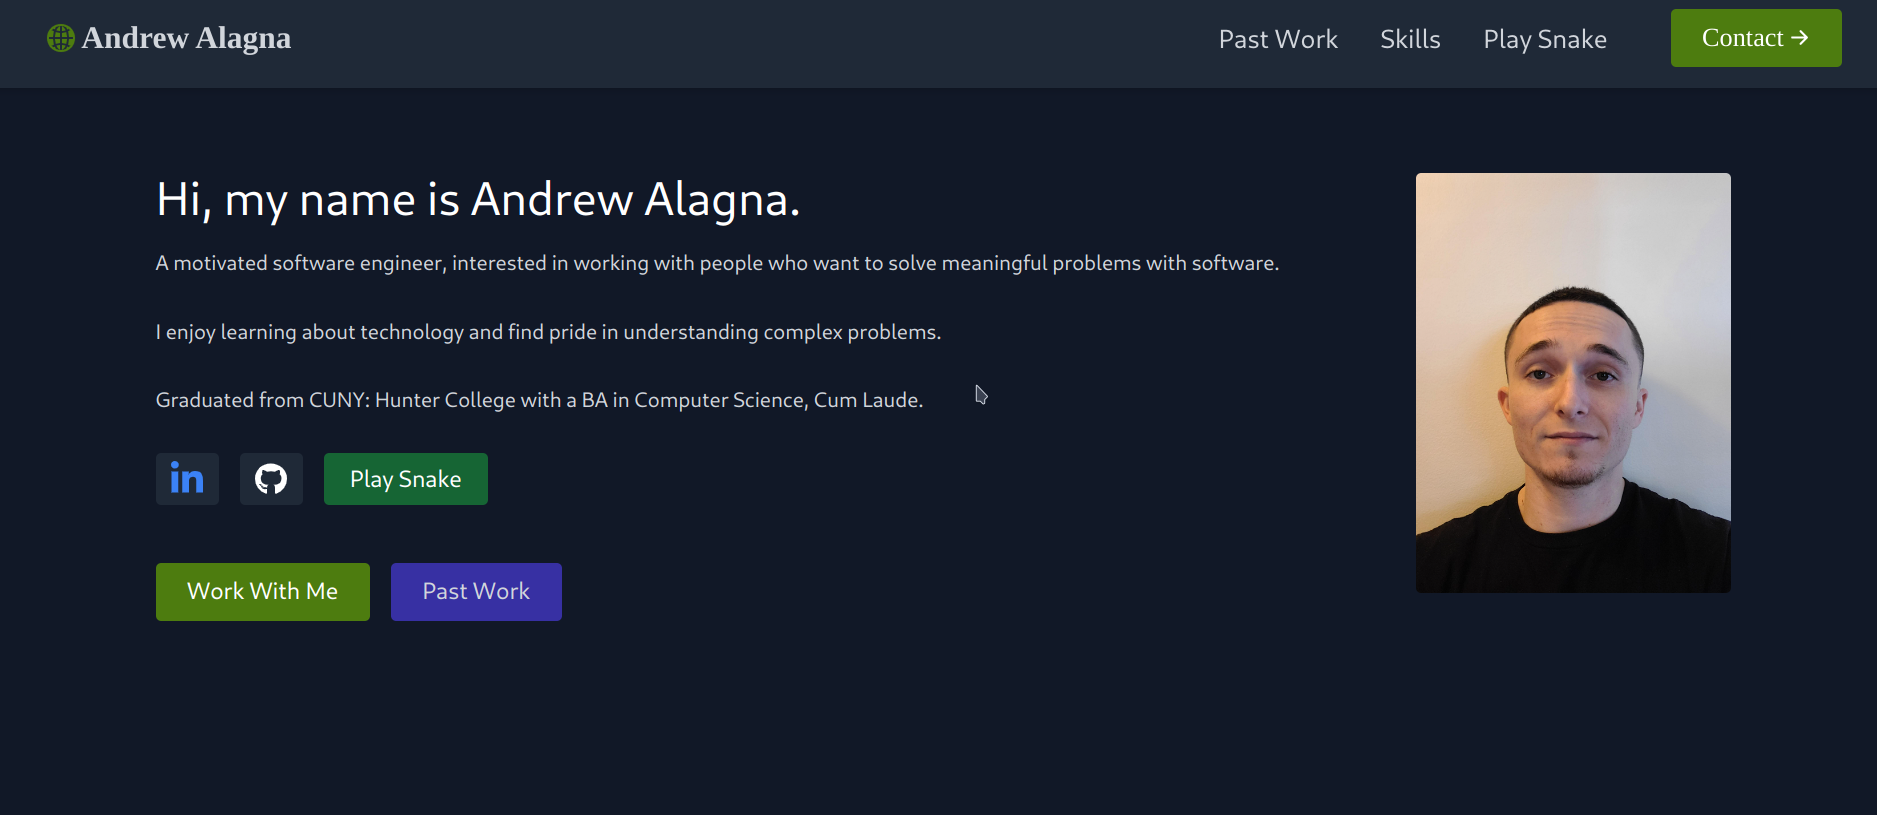 Andrew Alagna
Past Work
Skills
Play Snake
Contact →
Hi, my name is Andrew Alagna.
A motivated software engineer, interested in working with people who want to solve meaningful problems with software.
I enjoy learning about technology and find pride in understanding complex problems.
Graduated from CUNY: Hunter College with a BA in Computer Science, Cum Laude.
in
Play Snake
Work With Me
Past Work